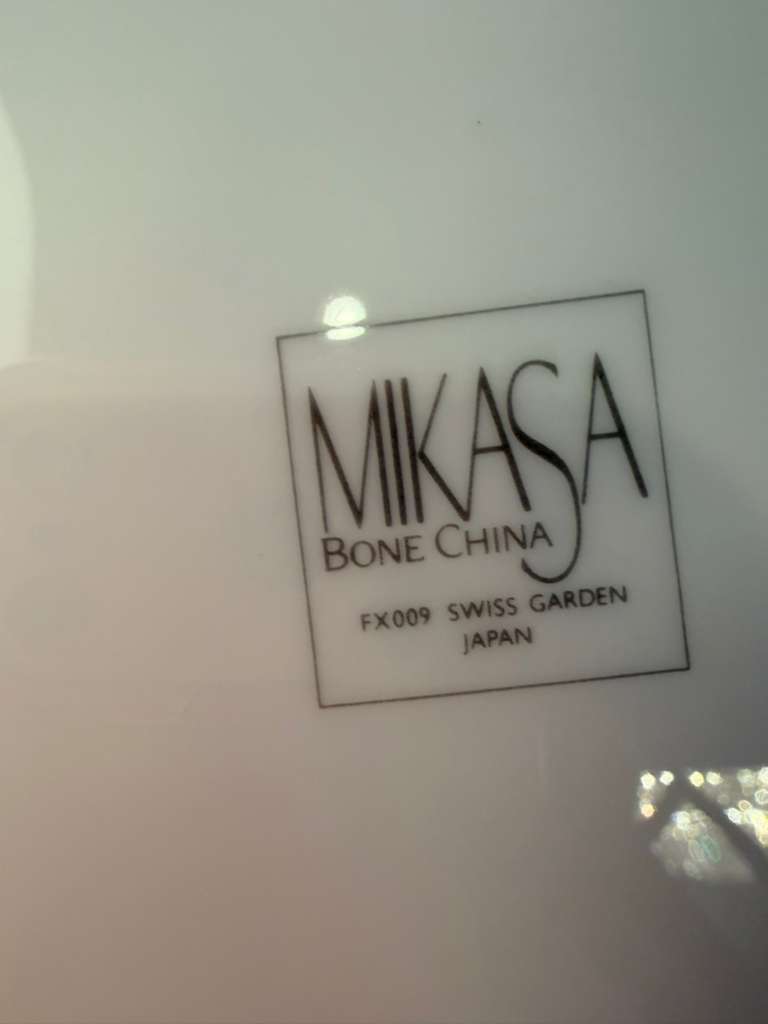 MIKASA
BONE CHINA
FX009 SWISS GARDEN
JAPAN